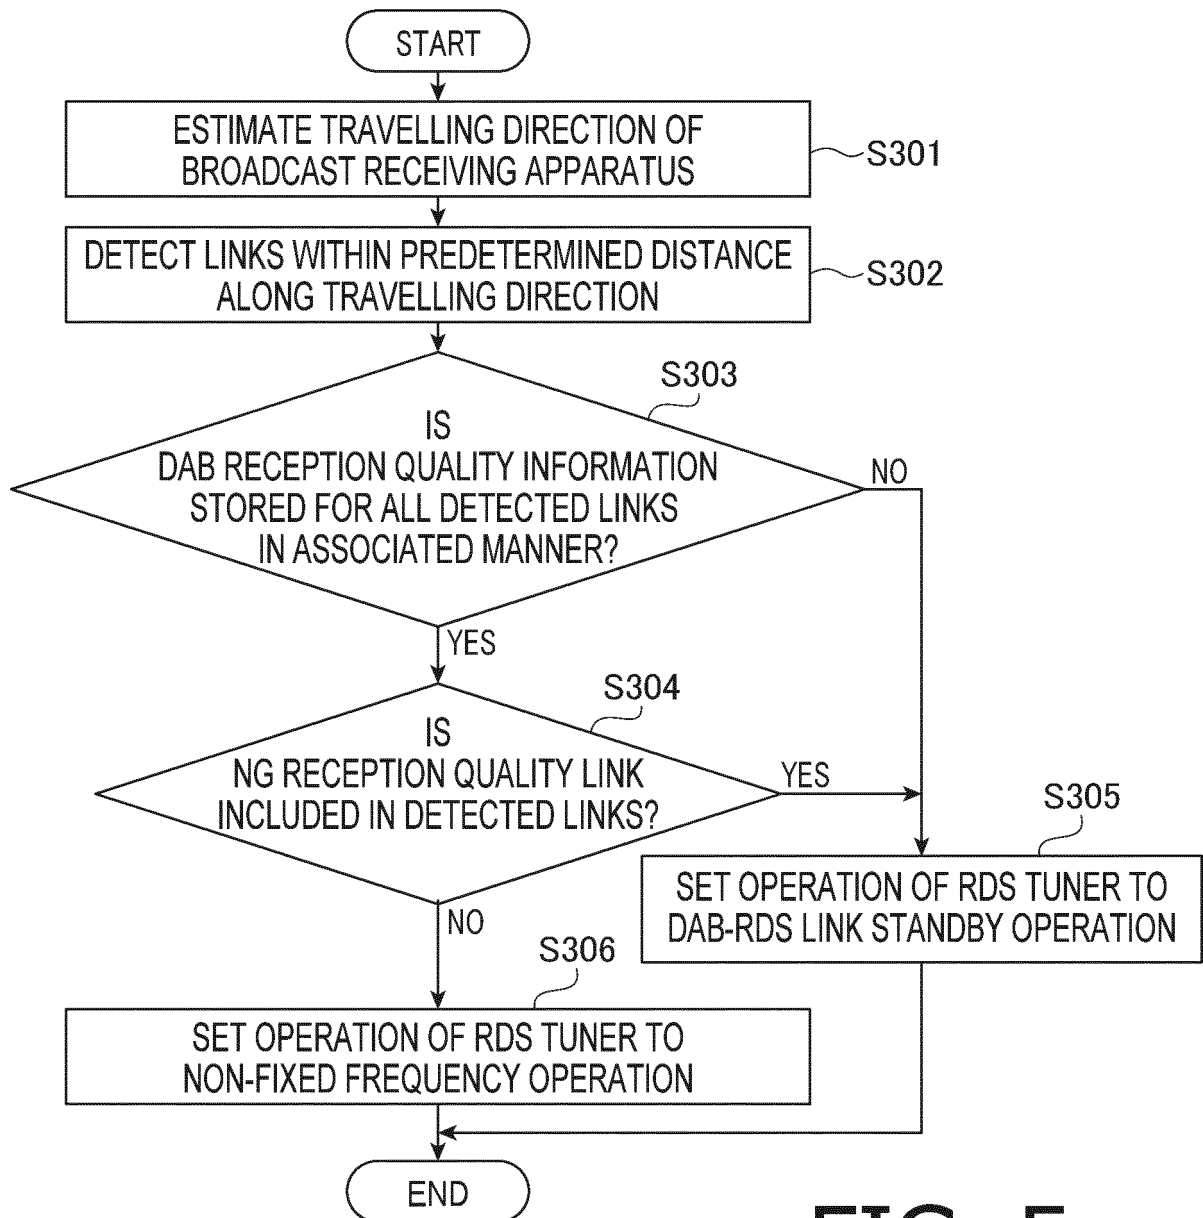 START
ESTIMATE TRAVELLING DIRECTION OF
BROADCAST RECEIVING APPARATUS
S301
DETECT LINKS WITHIN PREDETERMINED DISTANCE
ALONG TRAVELLING DIRECTION
S302
S303
IS
DAB RECEPTION QUALITY INFORMATION
STORED FOR ALL DETECTED LINKS
IN ASSOCIATED MANNER?
NO
YES
S304
IS
NG RECEPTION QUALITY LINK
INCLUDED IN DETECTED LINKS?
YES
NO
S305
SET OPERATION OF RDS TUNER TO
DAB-RDS LINK STANDBY OPERATION
S306
SET OPERATION OF RDS TUNER TO
NON-FIXED FREQUENCY OPERATION
END